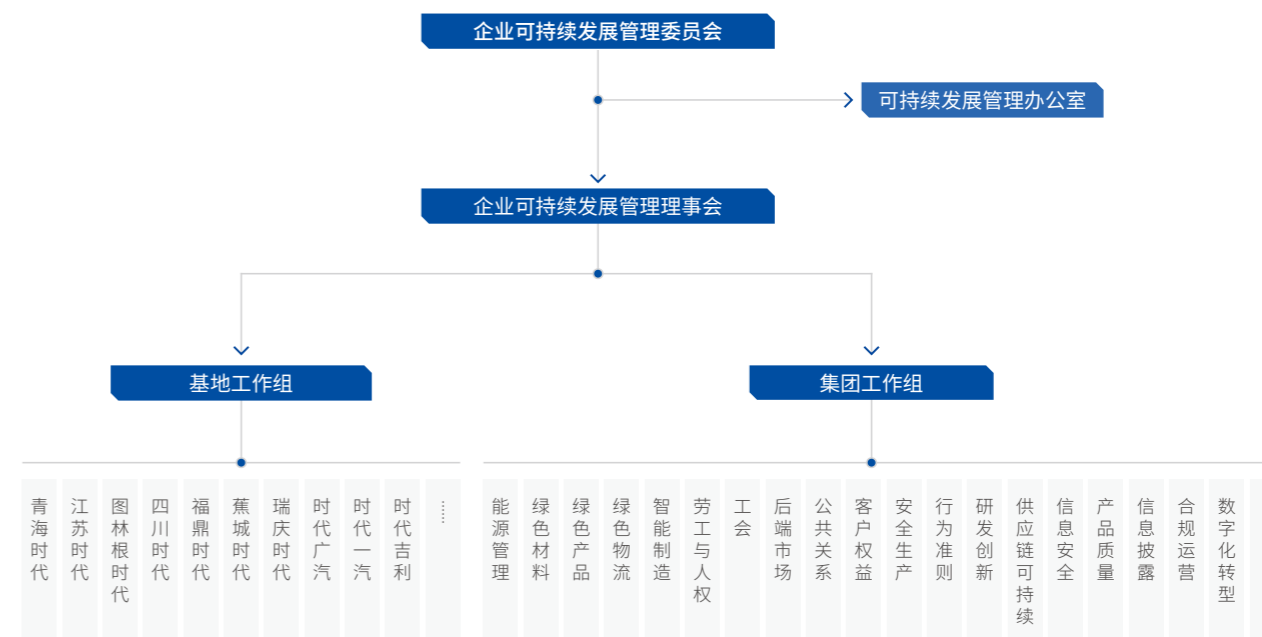 企业可持续发展管理委员会
可持续发展管理办公室
企业可持续发展管理理事会
基地工作组
集团工作组
青海时代
江苏时代
图林根时代
四川时代
福鼎时代
蕉城时代
瑞庆时代
时代广汽
时代一汽
时代吉利
……
能源管理
绿色材料
绿色产品
绿色物流
智能制造
劳工与人权
工会
后端市场
公共关系
客户权益
安全生产
行为准则
研发创新
供应链可持续
信息安全
产品质量
信息披露
合规运营
数字化转型